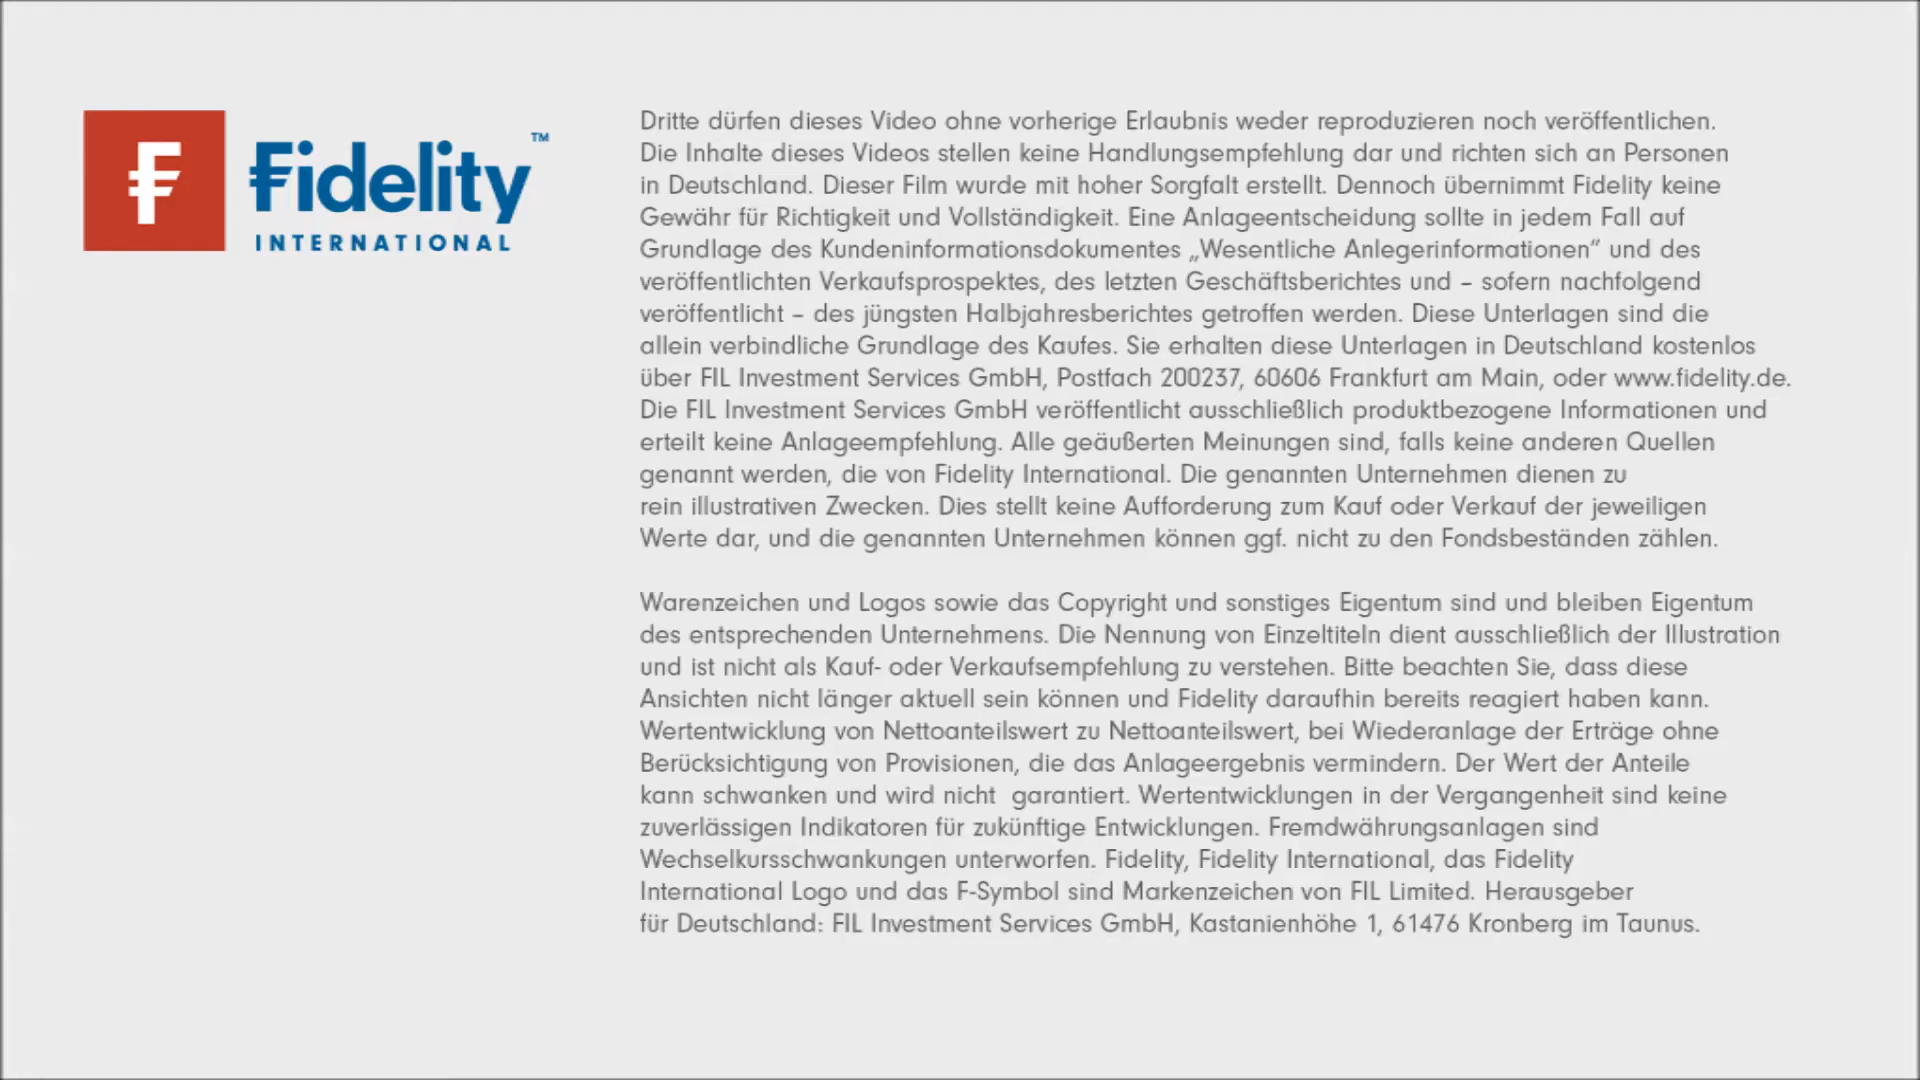 Fidelity™
INTERNATIONAL
Dritte dürfen dieses Video ohne vorherige Erlaubnis weder reproduzieren noch veröffentlichen.
Die Inhalte dieses Videos stellen keine Handlungsempfehlung dar und richten sich an Personen
in Deutschland. Dieser Film wurde mit hoher Sorgfalt erstellt. Dennoch übernimmt Fidelity keine
Gewähr für Richtigkeit und Vollständigkeit. Eine Anlageentscheidung sollte in jedem Fall auf
Grundlage des Kundeninformationsdokumentes „Wesentliche Anlegerinformationen“ und des
veröffentlichten Verkaufsprospektes, des letzten Geschäftsberichtes und – sofern nachfolgend
veröffentlicht – des jüngsten Halbjahresberichtes getroffen werden. Diese Unterlagen sind die
allein verbindliche Grundlage des Kaufes. Sie erhalten diese Unterlagen in Deutschland kostenlos
über FIL Investment Services GmbH, Postfach 200237, 60606 Frankfurt am Main, oder www.fidelity.de.
Die FIL Investment Services GmbH veröffentlicht ausschließlich produktbezogene Informationen und
erteilt keine Anlageempfehlung. Alle geäußerten Meinungen sind, falls keine anderen Quellen
genannt werden, die von Fidelity International. Die genannten Unternehmen dienen zu
rein illustrativen Zwecken. Dies stellt keine Aufforderung zum Kauf oder Verkauf der jeweiligen
Werte dar, und die genannten Unternehmen können ggf. nicht zu den Fondsbeständen zählen.
Warenzeichen und Logos sowie das Copyright und sonstiges Eigentum sind und bleiben Eigentum
des entsprechenden Unternehmens. Die Nennung von Einzeltiteln dient ausschließlich der Illustration
und ist nicht als Kauf- oder Verkaufsempfehlung zu verstehen. Bitte beachten Sie, dass diese
Ansichten nicht länger aktuell sein können und Fidelity daraufhin bereits reagiert haben kann.
Wertentwicklung von Nettoanteilswert zu Nettoanteilswert, bei Wiederanlage der Erträge ohne
Berücksichtigung von Provisionen, die das Anlageergebnis vermindern. Der Wert der Anteile
kann schwanken und wird nicht  garantiert. Wertentwicklungen in der Vergangenheit sind keine
zuverlässigen Indikatoren für zukünftige Entwicklungen. Fremdwährungsanlagen sind
Wechselkursschwankungen unterworfen. Fidelity, Fidelity International, das Fidelity
International Logo und das F-Symbol sind Markenzeichen von FIL Limited. Herausgeber
für Deutschland: FIL Investment Services GmbH, Kastanienhöhe 1, 61476 Kronberg im Taunus.